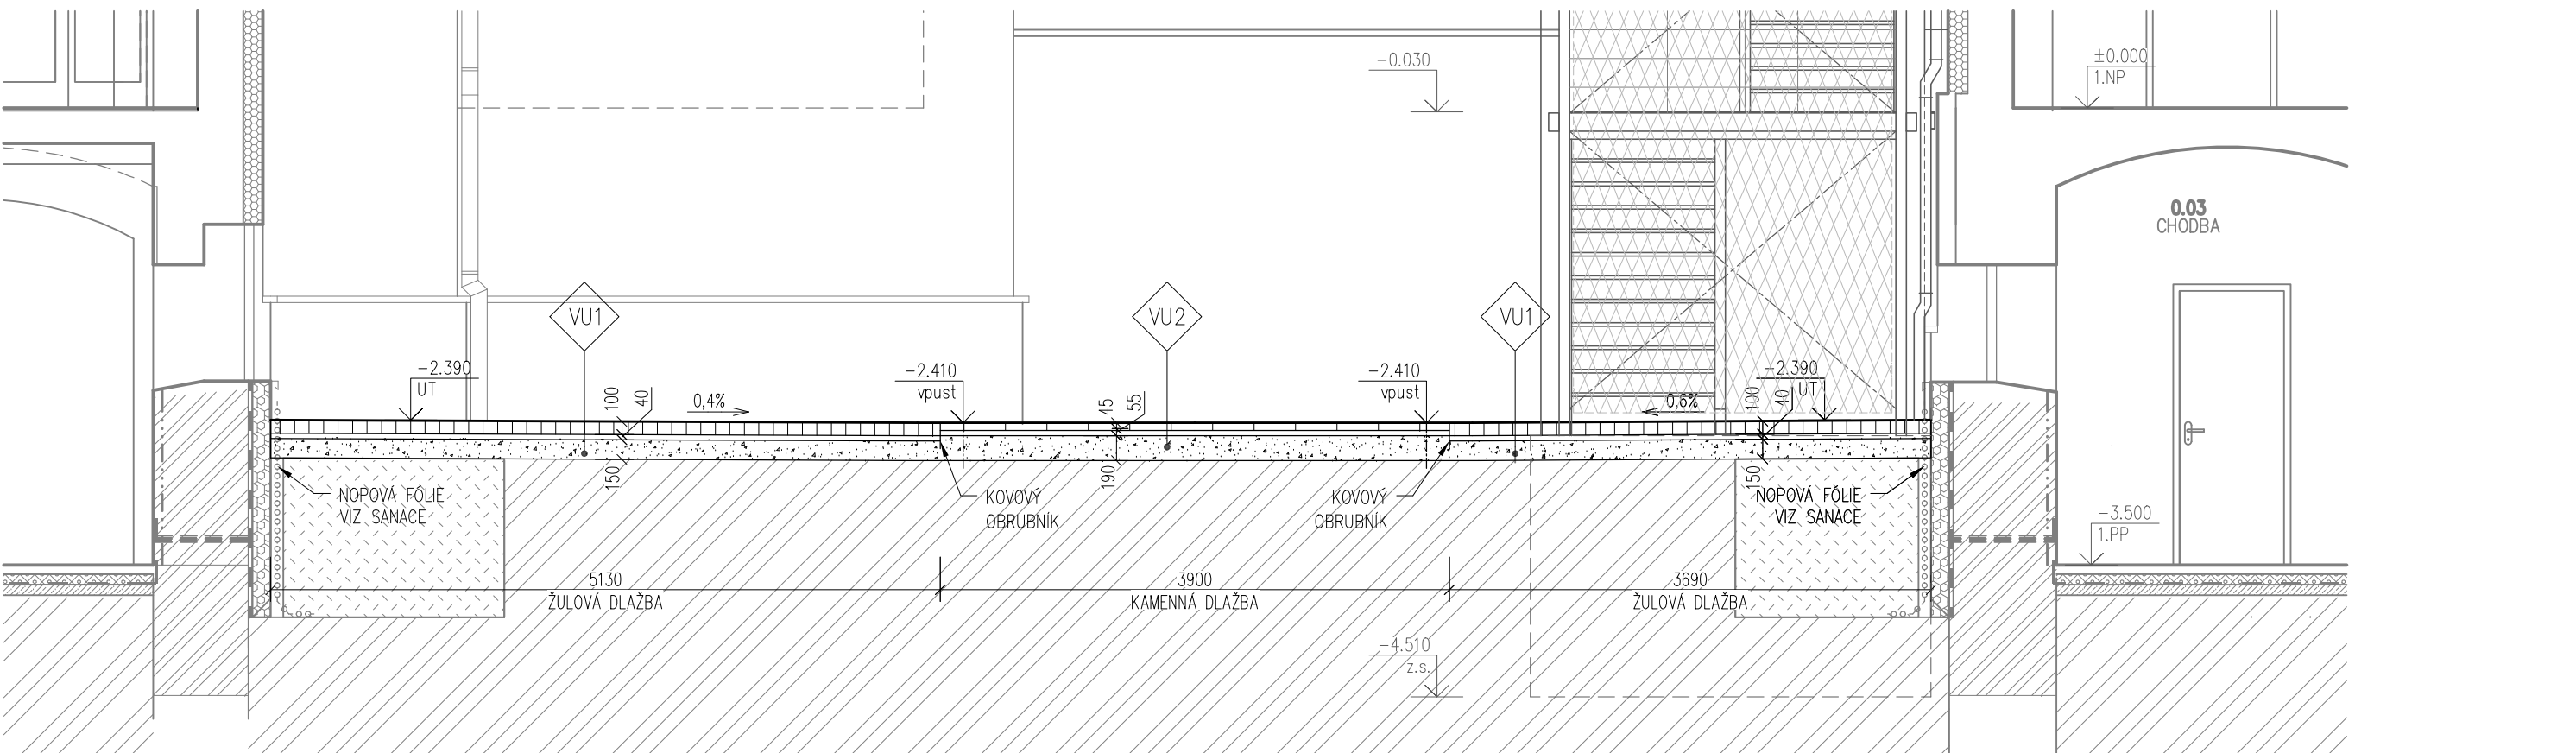 -0.030
±0.000
1.NP
0.03
CHODBA
VU1
VU2
VU1
-2.390
UT
100
40
0,4%
-2.410
vpust
45
55
-2.410
vpust
0,6%
-2.390
UT
100
40
150
190
150
NOPOVÁ FÓLIE
VIZ SANACE
KOVOVÝ
OBRUBNÍK
KOVOVÝ
OBRUBNÍK
NOPOVÁ FÓLIE
VIZ SANACE
-3.500
1.PP
5130
ŽULOVÁ DLAŽBA
3900
KAMENNÁ DLAŽBA
3690
ŽULOVÁ DLAŽBA
-4.510
z.s.